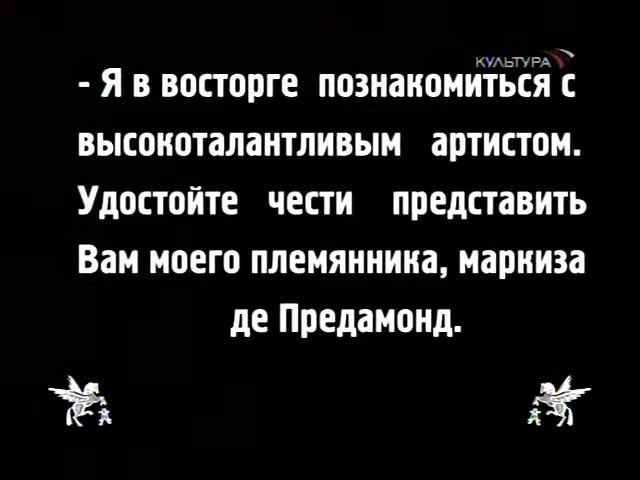 КУЛЬТУРА
- Я в восторге познакомиться с
высокоталантливым артистом.
Удостойте чести представить
Вам моего племянника, маркиза
де Предамонд.